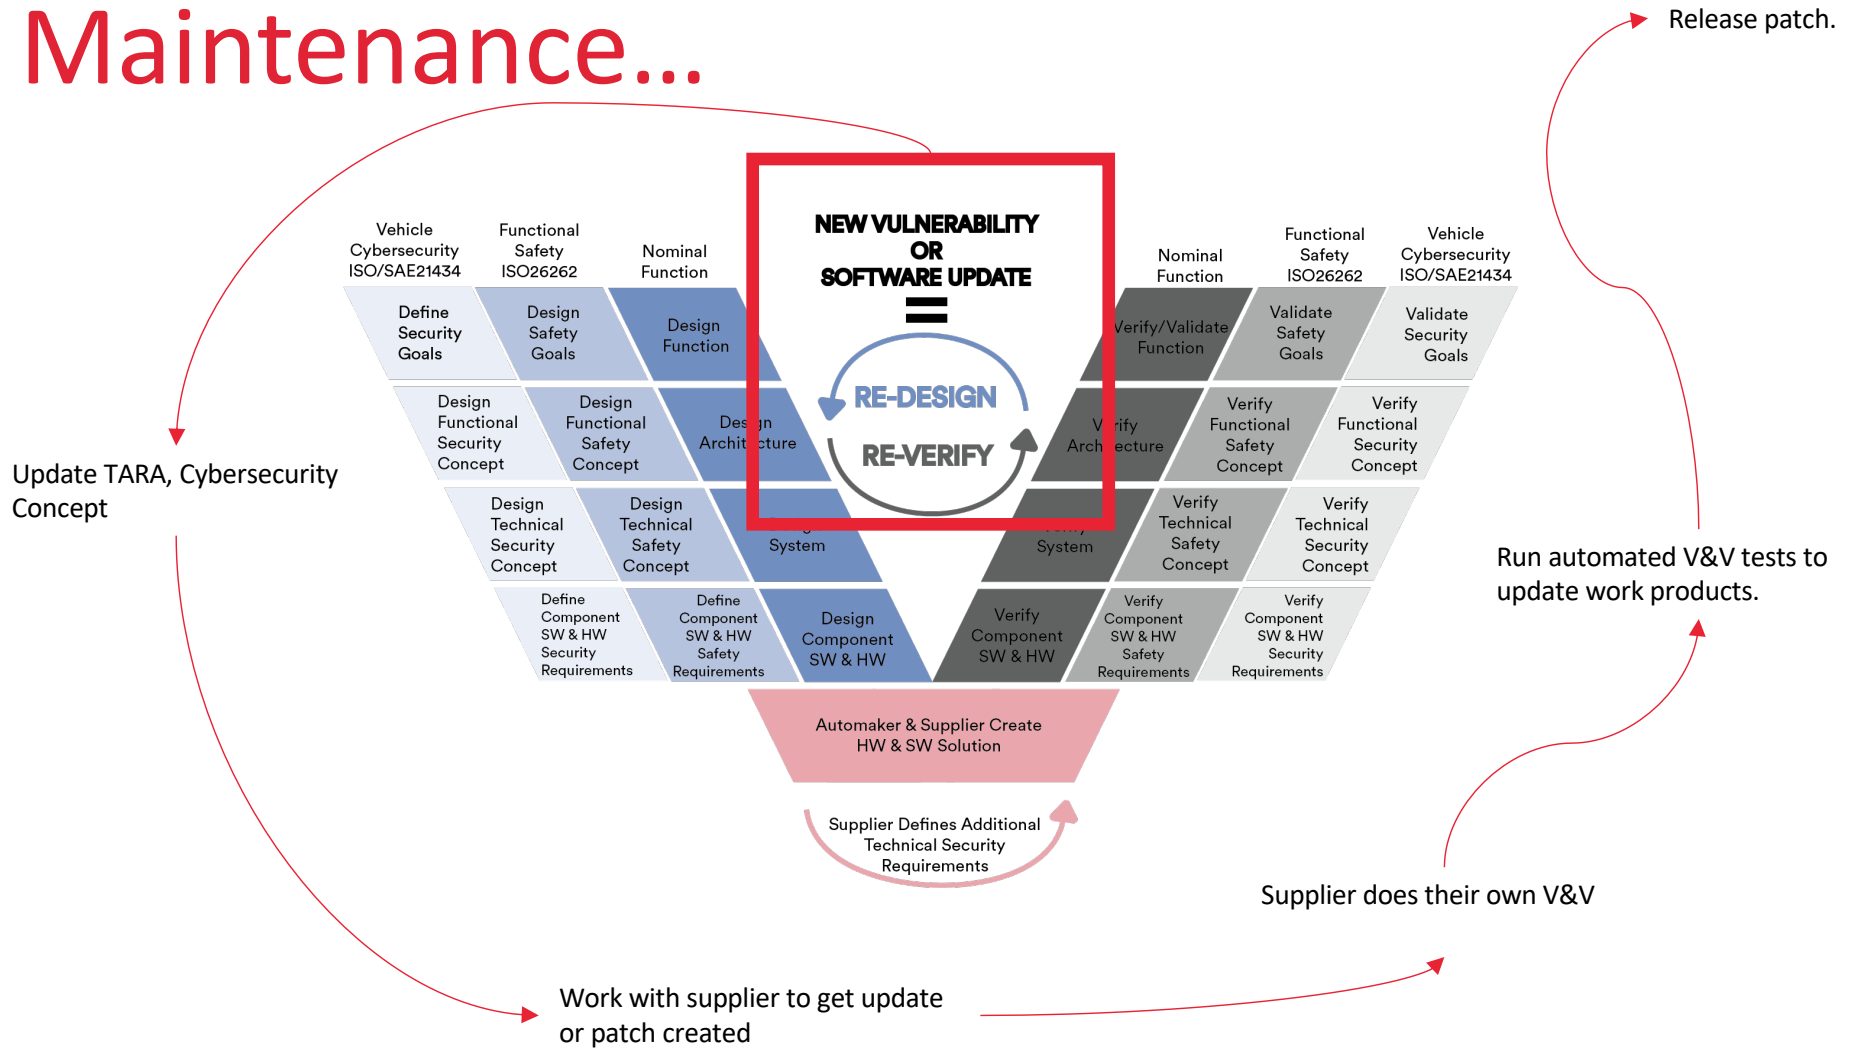 Maintenance...
Release patch.
NEW VULNERABILITY
OR
SOFTWARE UPDATE
=
RE-DESIGN
RE-VERIFY
Vehicle
Cybersecurity
ISO/SAE21434
Functional
Safety
ISO26262
Nominal
Function
Nominal
Function
Functional
Safety
ISO26262
Vehicle
Cybersecurity
ISO/SAE21434
Define
Security
Goals
Design
Safety
Goals
Design
Function
Verify/Validate
Function
Validate
Safety
Goals
Validate
Security
Goals
Design
Functional
Security
Concept
Design
Functional
Safety
Concept
Design
Architecture
Verify
Architecture
Verify
Functional
Safety
Concept
Verify
Functional
Security
Concept
Design
Technical
Security
Concept
Design
Technical
Safety
Concept
System
Verify
System
Verify
Technical
Safety
Concept
Verify
Technical
Security
Concept
Define
Component
SW & HW
Security
Requirements
Define
Component
SW & HW
Safety
Requirements
Design
Component
SW & HW
Verify
Component
SW & HW
Verify
Component
SW & HW
Safety
Requirements
Verify
Component
SW & HW
Security
Requirements
Automaker & Supplier Create
HW & SW Solution
Supplier Defines Additional
Technical Security
Requirements
Update TARA, Cybersecurity
Concept
Work with supplier to get update
or patch created
Supplier does their own V&V
Run automated V&V tests to
update work products.